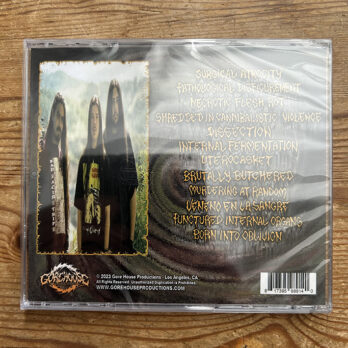 SURGICAL ATROCITY
PATHOLOGICAL DISFIGUREMENT
NECROTIC FLESH ROT
SHREDDED IN CANNIBALISTIC VIOLENCE
DISSECTION
INTERNAL FERMENTATION
UTEROCASKET
BRUTALLY BUTCHERED
MURDERING AT RANDOM
VENENO EN LA SANGRE
PUNCTURED INTERNAL ORGANS
BORN INTO OBLIVION
GOREHOUSE
© 2023 Gore House Productions - Los Angeles, CA
All Rights Reserved. Unauthorized Duplication is Prohibited.
WWW.GOREHOUSEPRODUCTIONS.COM